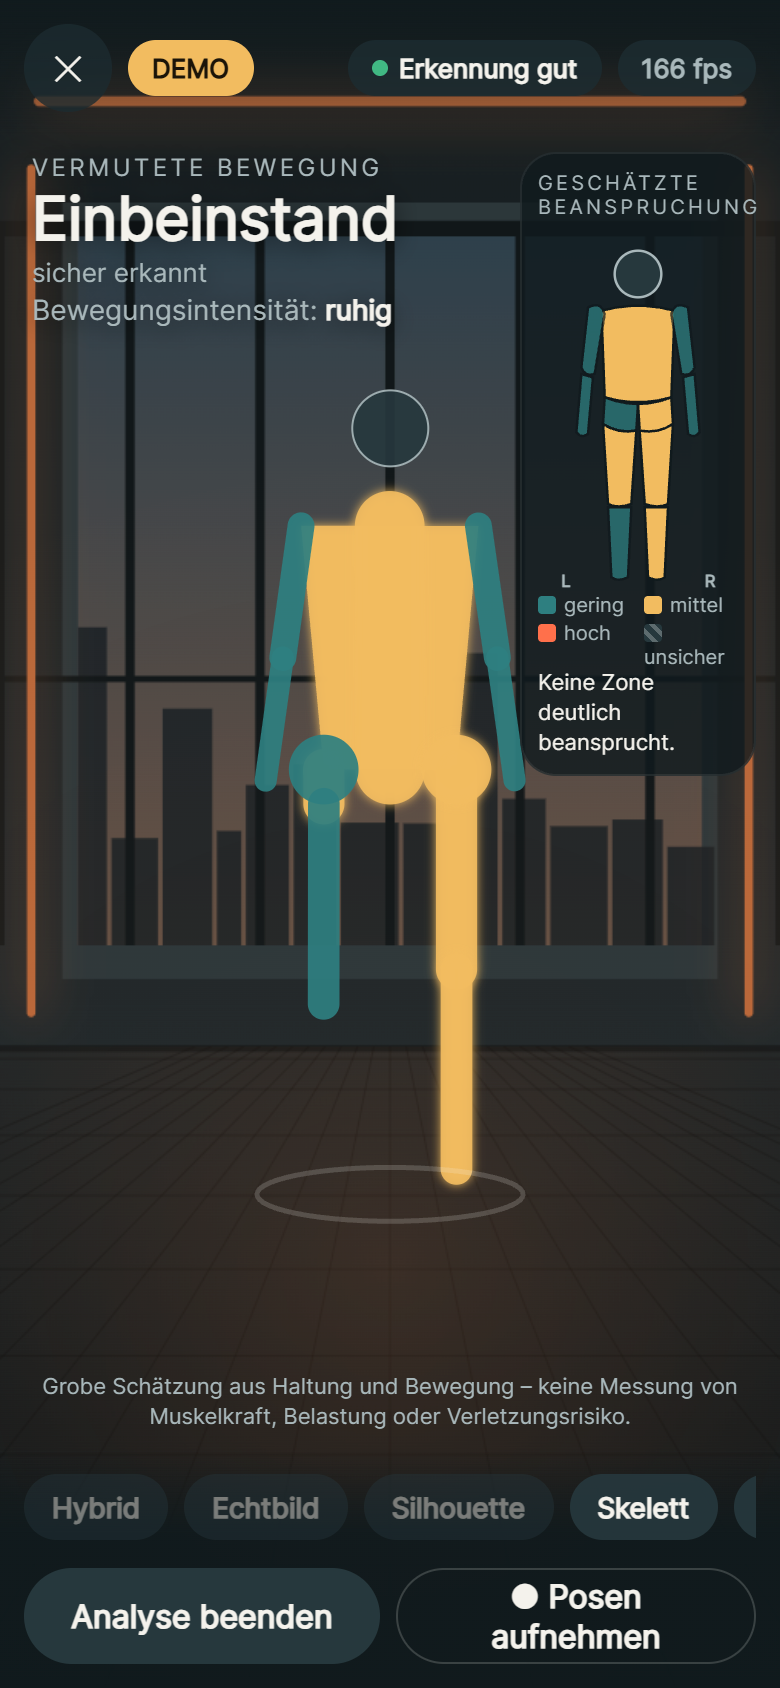 DEMO
Erkennung gut
166 fps
VERMUTETE BEWEGUNG
Einbeinstand
sicher erkannt
Bewegungsintensität: ruhig
GESCHÄTZTE
BEANSPRUCHUNG
L R
gering mittel
hoch
unsicher
Keine Zone
deutlich
beansprucht.
Grobe Schätzung aus Haltung und Bewegung – keine Messung von
Muskelkraft, Belastung oder Verletzungsrisiko.
Hybrid Echtbild Silhouette Skelett
Analyse beenden
Posen
aufnehmen